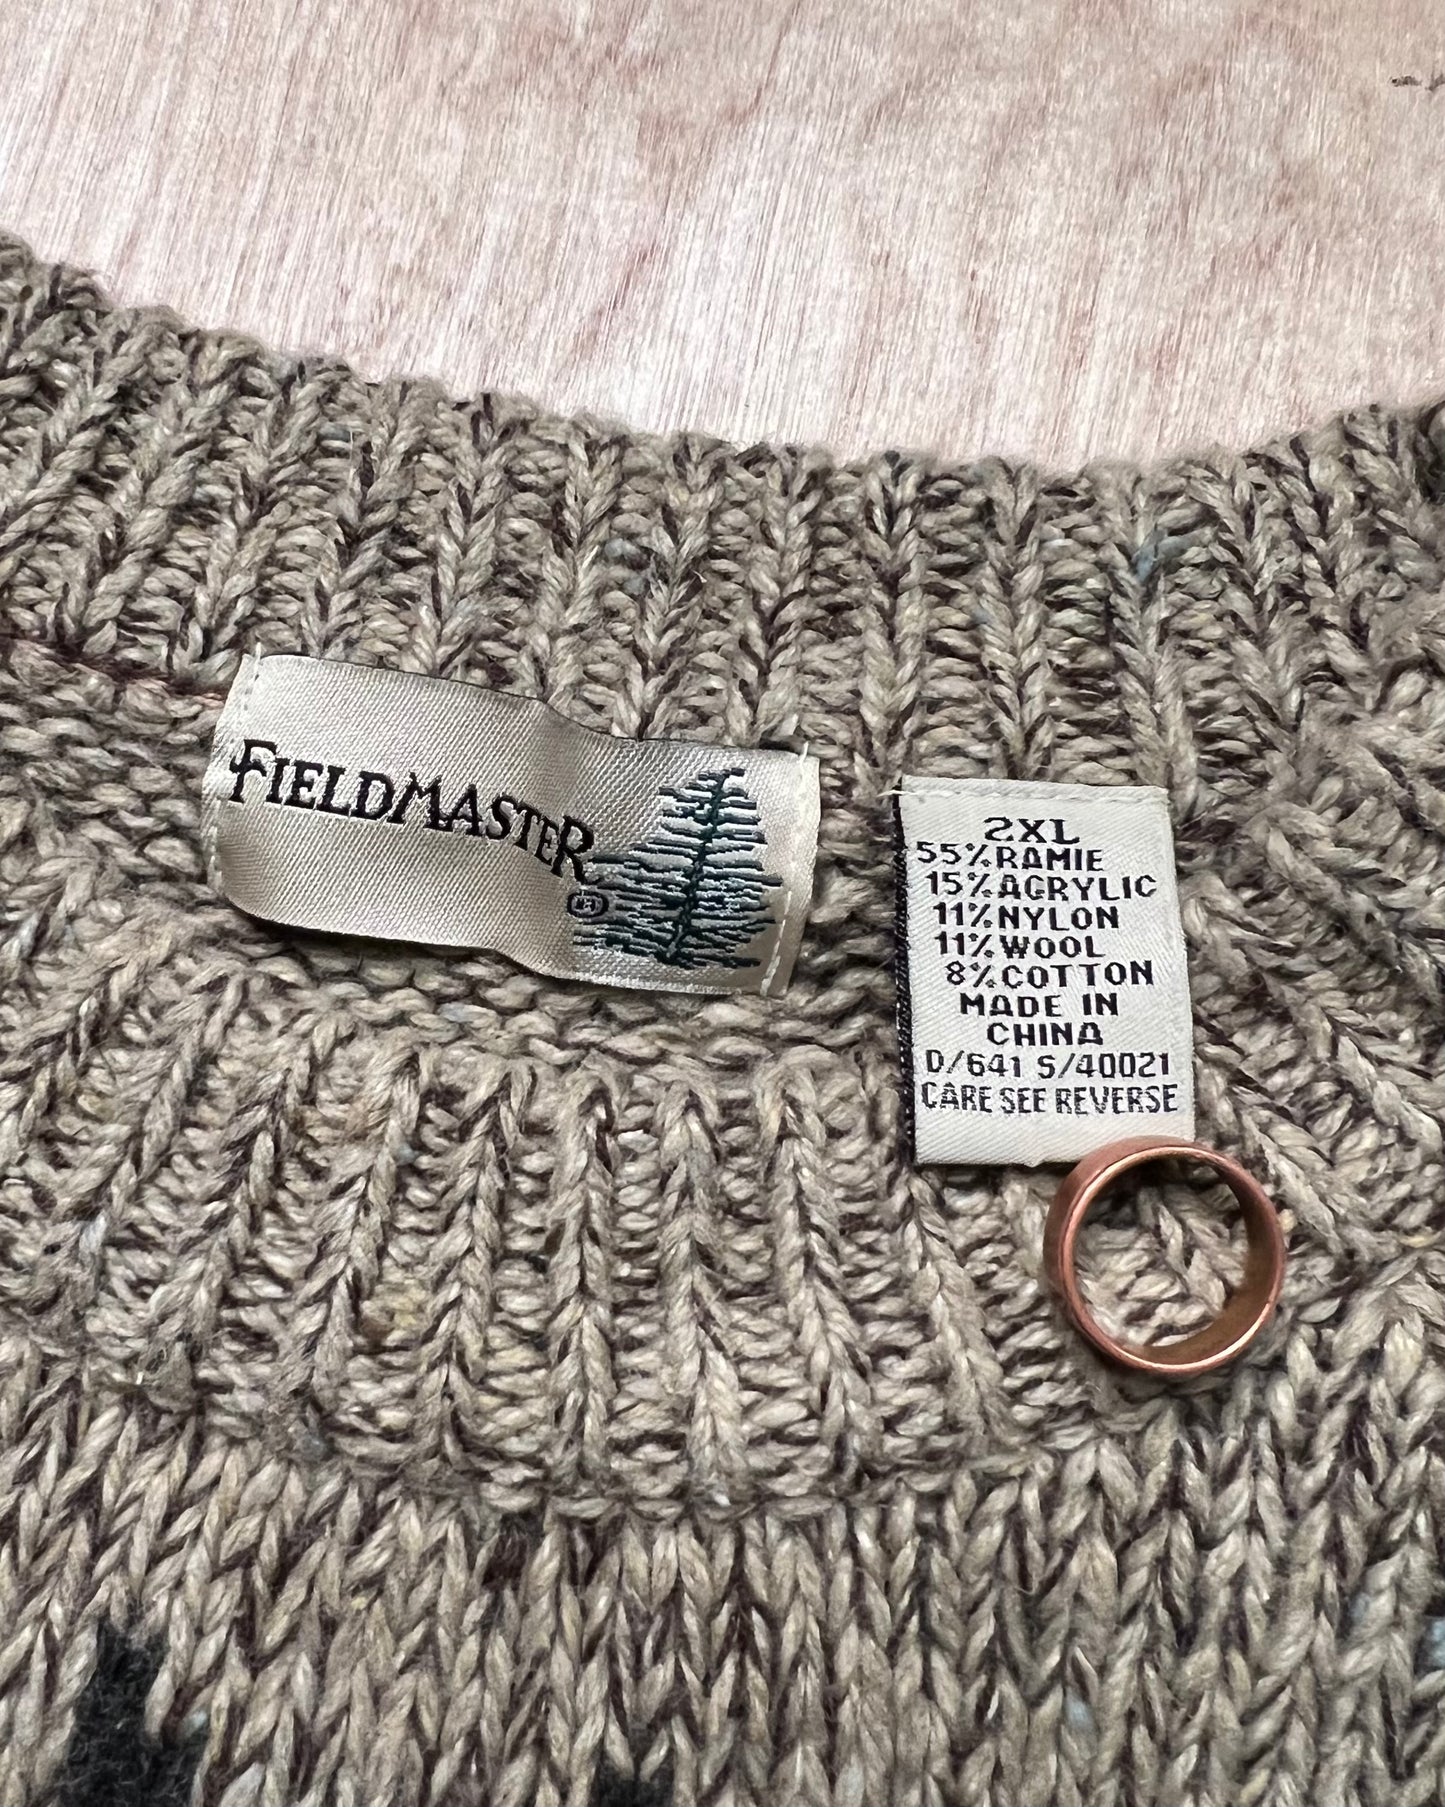 FIELDMASTER
®
2XL
55% RAMIE
15% ACRYLIC
11% NYLON
11% WOOL
8% COTTON
MADE IN
CHINA
D/641 S/40021
CARE SEE REVERSE